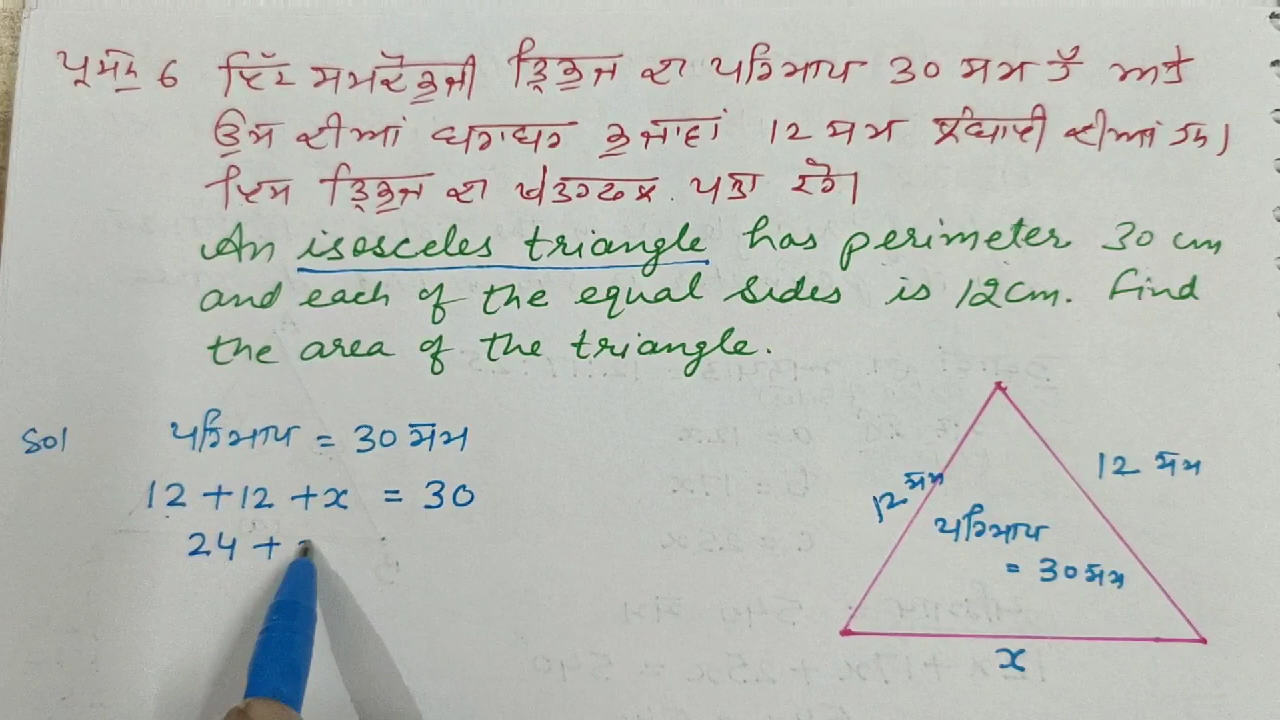 ਪ੍ਰਸ਼ਨ 6 ਇੱਕ ਸਮਦੋਭੁਜੀ ਤ੍ਰਿਭੁਜ ਦਾ ਪਰਿਮਾਪ 30 ਸਮ ਹੈ ਅਤੇ
ਉਸ ਦੀਆਂ ਬਰਾਬਰ ਭੁਜਾਵਾਂ 12 ਸਮ ਲੰਬਾਈ ਦੀਆਂ ਹਨ।
ਇਸ ਤ੍ਰਿਭੁਜ ਦਾ ਖੇਤਰਫਲ ਪਤਾ ਕਰੋ।
An isosceles triangle has perimeter 30 cm
and each of the equal sides is 12cm. Find
the area of the triangle.
Sol ਪਰਿਮਾਪ = 30 ਸਮ
12 + 12 + x = 30
24 +
12 ਸਮ
12 ਸਮ
ਪਰਿਮਾਪ
= 30 ਸਮ
x